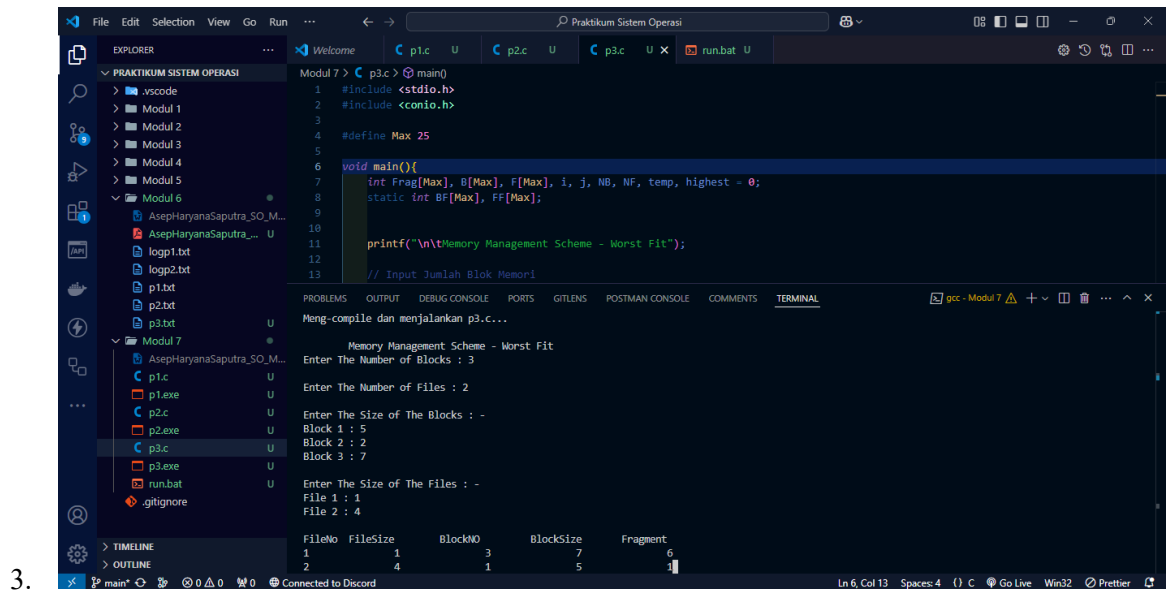 File Edit Selection View Go Run ... Praktikum Sistem Operasi
EXPLORER ...
PRAKTIKUM SISTEM OPERASI
.vscode
Modul 1
Modul 2
Modul 3
Modul 4
Modul 5
Modul 6
AsepHaryanaSaputra_SO_M...
AsepHaryanaSaputra_... U
logp1.txt
logp2.txt
p1.txt
p2.txt
p3.txt U
Modul 7
AsepHaryanaSaputra_SO_M...
p1.c U
p1.exe U
p2.c U
p2.exe U
p3.c U
p3.exe U
run.bat U
.gitignore
TIMELINE
OUTLINE
Welcome p1.c U p2.c U p3.c U run.bat U
Modul 7 > p3.c > main()
1 #include <stdio.h>
2 #include <conio.h>
3
4 #define Max 25
5
6 void main(){
7 int Frag[Max], B[Max], F[Max], i, j, NB, NF, temp, highest = 0;
8 static int BF[Max], FF[Max];
9
10
11 printf("\n\tMemory Management Scheme - Worst Fit");
12
13 // Input Jumlah Blok Memori
PROBLEMS OUTPUT DEBUG CONSOLE PORTS GITLENS POSTMAN CONSOLE COMMENTS TERMINAL gcc - Modul 7
Meng-compile dan menjalankan p3.c...
Memory Management Scheme - Worst Fit
Enter The Number of Blocks : 3
Enter The Number of Files : 2
Enter The Size of The Blocks : -
Block 1 : 5
Block 2 : 2
Block 3 : 7
Enter The Size of The Files : -
File 1 : 1
File 2 : 4
FileNo FileSize BlockNO BlockSize Fragment
1 1 3 7 6
2 4 1 5 1
main* 0 0 0 Connected to Discord Ln 6, Col 13 Spaces: 4 {} C Go Live Win32 Prettier
3.